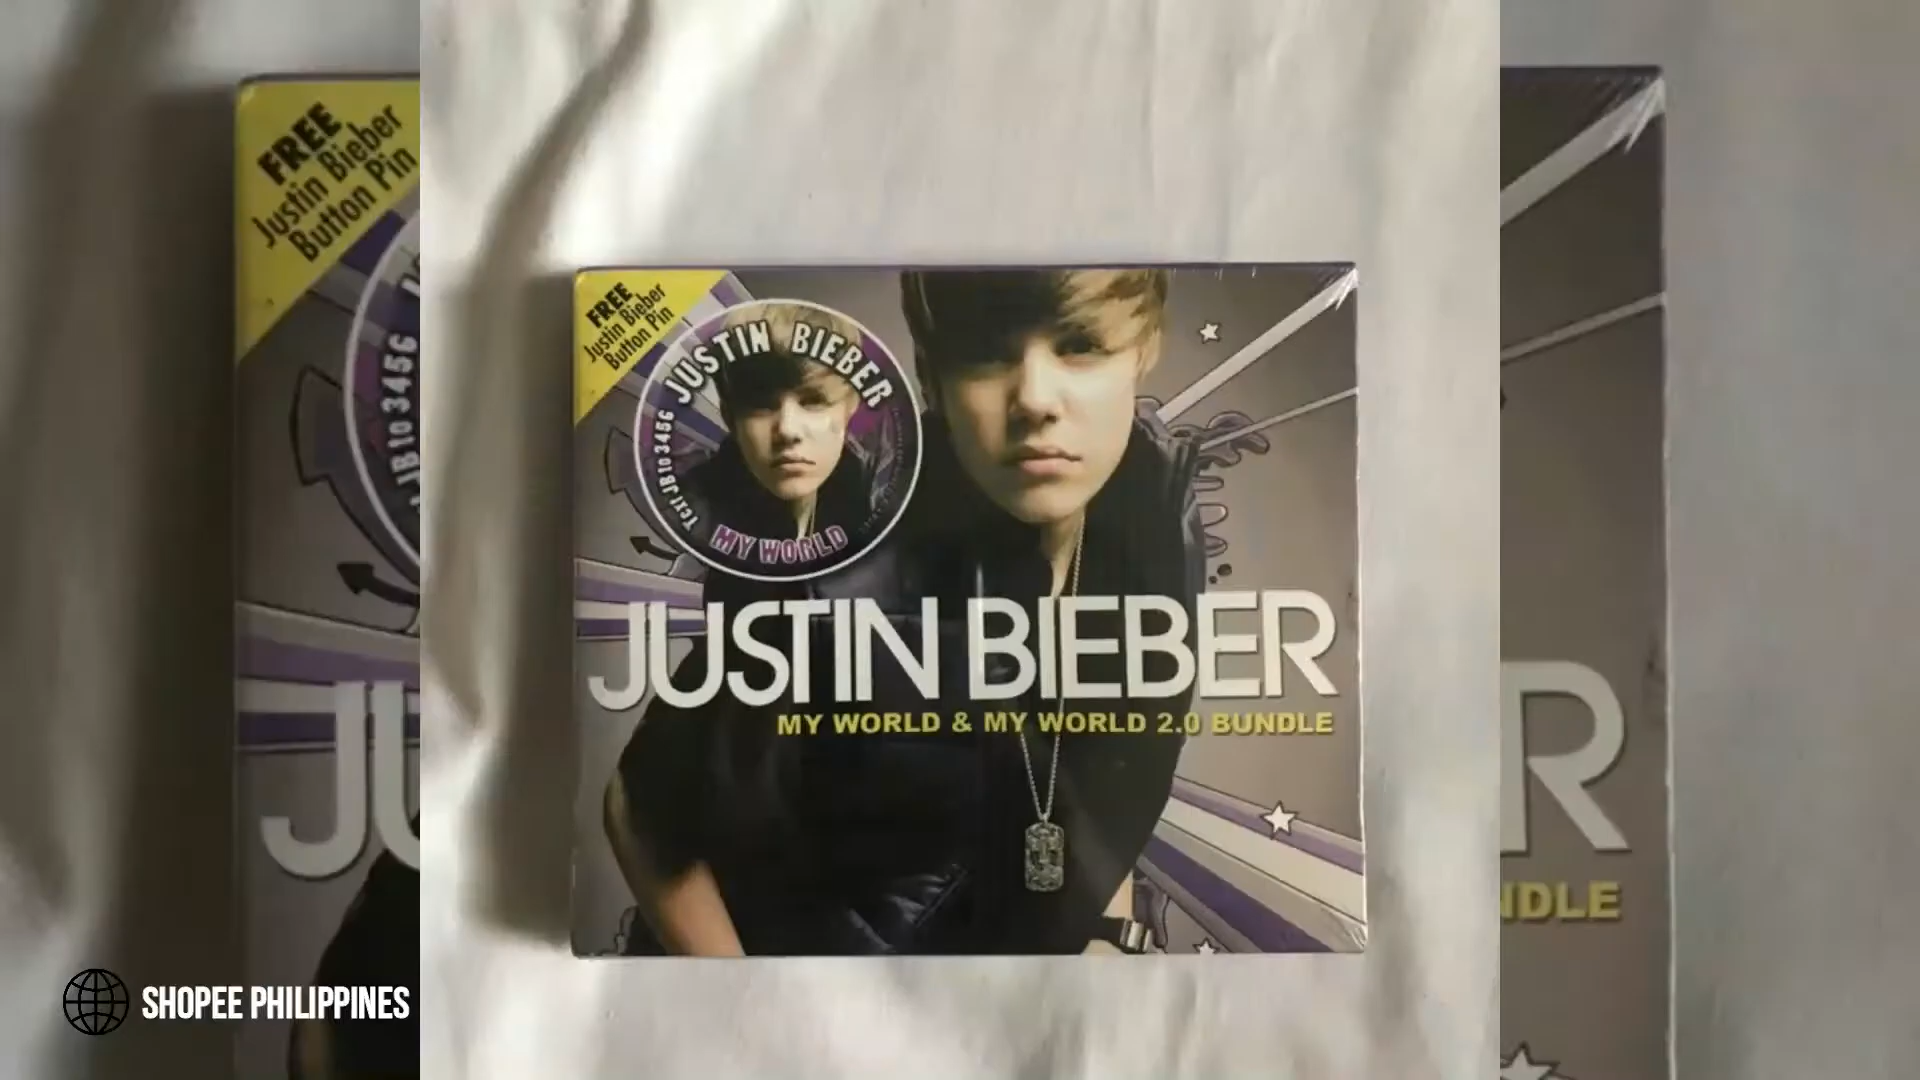 FREE
Justin Bieber
Button Pin
JB103456
FREE
Justin Bieber
Button Pin
JUSTIN BIEBER
Text JB to 3456
MY WORLD
JUSTIN BIEBER
MY WORLD & MY WORLD 2.0 BUNDLE
JU
R
NDLE
SHOPEE PHILIPPINES